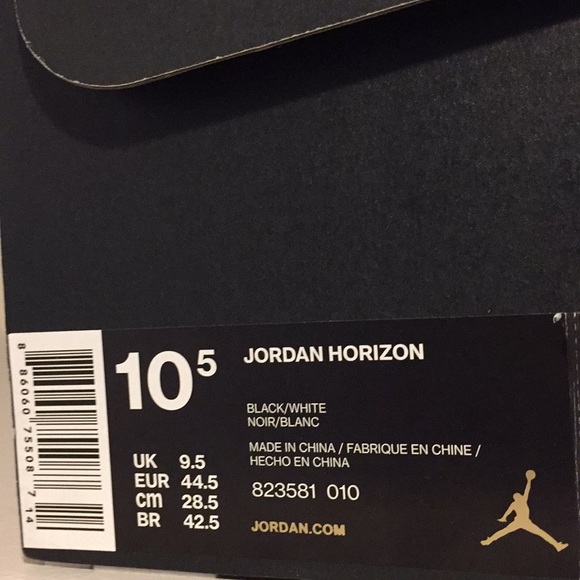 8 86060 75508 7 14
10⁵
JORDAN HORIZON
BLACK/WHITE
NOIR/BLANC
MADE IN CHINA / FABRIQUE EN CHINE /
HECHO EN CHINA
823581 010
JORDAN.COM
UK 9.5
EUR 44.5
cm 28.5
BR 42.5